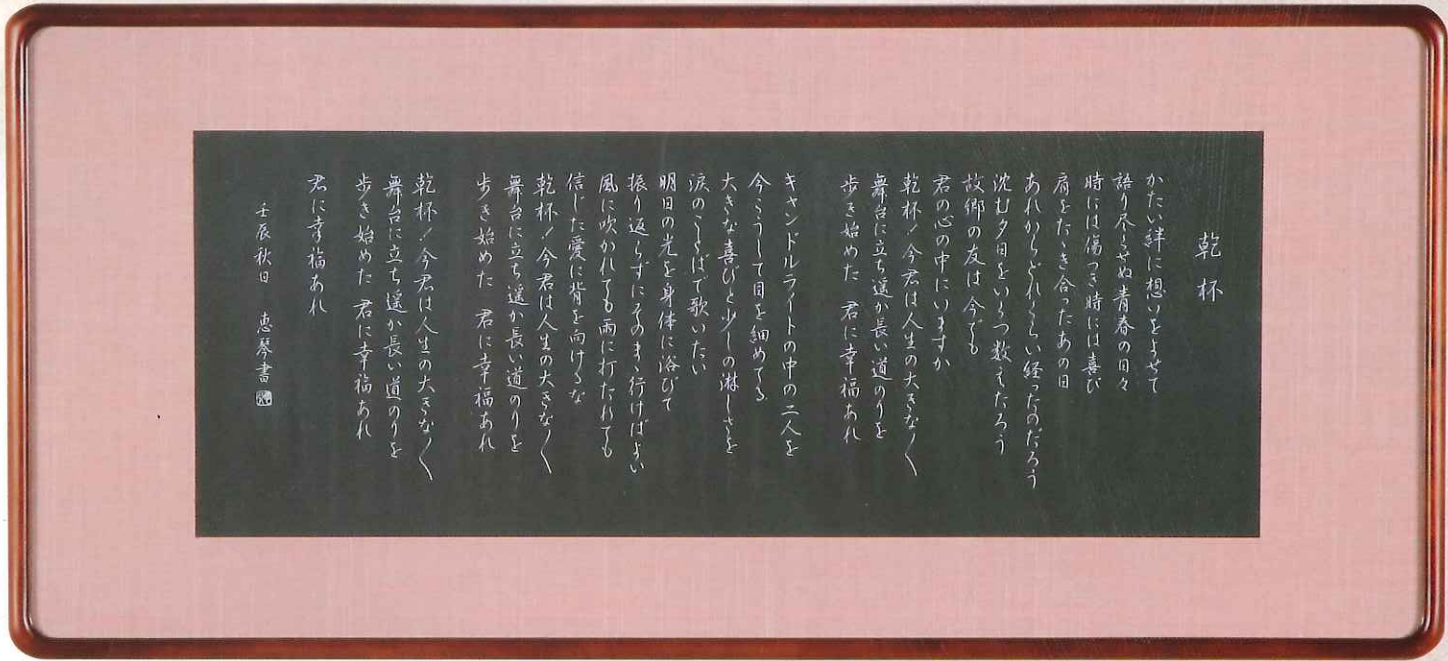 乾杯
かたい絆に想いをよせて
語り尽くせぬ青春の日々
時には傷つき時には喜び
肩をたゝき合ったあの日
あれからどれくらい経ったのだろう
沈む夕日をいくつ数えたろう
故郷の友は今でも
君の心の中にいますか
乾杯！今君は人生の大きな〱
舞台に立ち遥か長い道のりを
歩き始めた 君に幸福あれ
キャンドルライトの中の二人を
今こうして目を細めてる
大きな喜びと少しの淋しさを
涙のことばで歌いたい
明日の光を身体に浴びて
振り返らずにそのまゝ行けばよい
風に吹かれても雨に打たれても
信じた愛に背を向けるな
乾杯！今君は人生の大きな〱
舞台に立ち遥か長い道のりを
歩き始めた 君に幸福あれ
乾杯！今君は人生の大きな〱
舞台に立ち遥か長い道のりを
歩き始めた 君に幸福あれ
君に幸福あれ
壬辰秋日 恵琴書